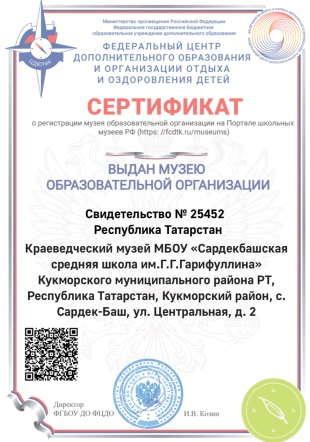 Министерство просвещения Российской Федерации
Федеральное государственное бюджетное
образовательное учреждение дополнительного образования
ФЕДЕРАЛЬНЫЙ ЦЕНТР
ДОПОЛНИТЕЛЬНОГО ОБРАЗОВАНИЯ
И ОРГАНИЗАЦИИ ОТДЫХА
И ОЗДОРОВЛЕНИЯ ДЕТЕЙ
СЕРТИФИКАТ
о регистрации музея образовательной организации на Портале школьных
музеев РФ (https: //fcdtk.ru/museums)
ВЫДАН МУЗЕЮ
ОБРАЗОВАТЕЛЬНОЙ ОРГАНИЗАЦИИ
Свидетельство № 25452
Республика Татарстан
Краеведческий музей МБОУ «Сардекбашская
средняя школа им.Г.Г.Гарифуллина»
Кукморского муниципального района РТ,
Республика Татарстан, Кукморский район, с.
Сардек-Баш, ул. Центральная, д. 2
Директор
ФГБОУ ДО ФЦДО
И.В. Козин